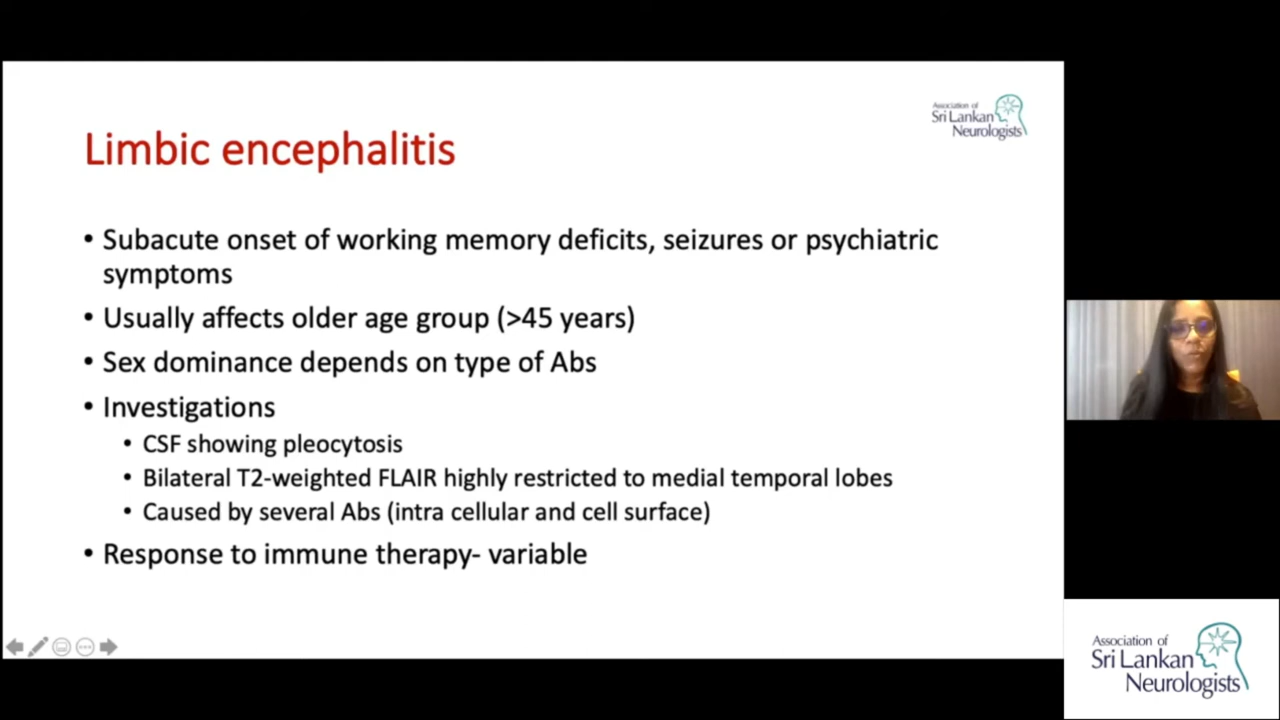 Association of
Sri Lankan
Neurologists
Limbic encephalitis
• Subacute onset of working memory deficits, seizures or psychiatric
symptoms
• Usually affects older age group (>45 years)
• Sex dominance depends on type of Abs
• Investigations
• CSF showing pleocytosis
• Bilateral T2-weighted FLAIR highly restricted to medial temporal lobes
• Caused by several Abs (intra cellular and cell surface)
• Response to immune therapy- variable
Association of
Sri Lankan
Neurologists